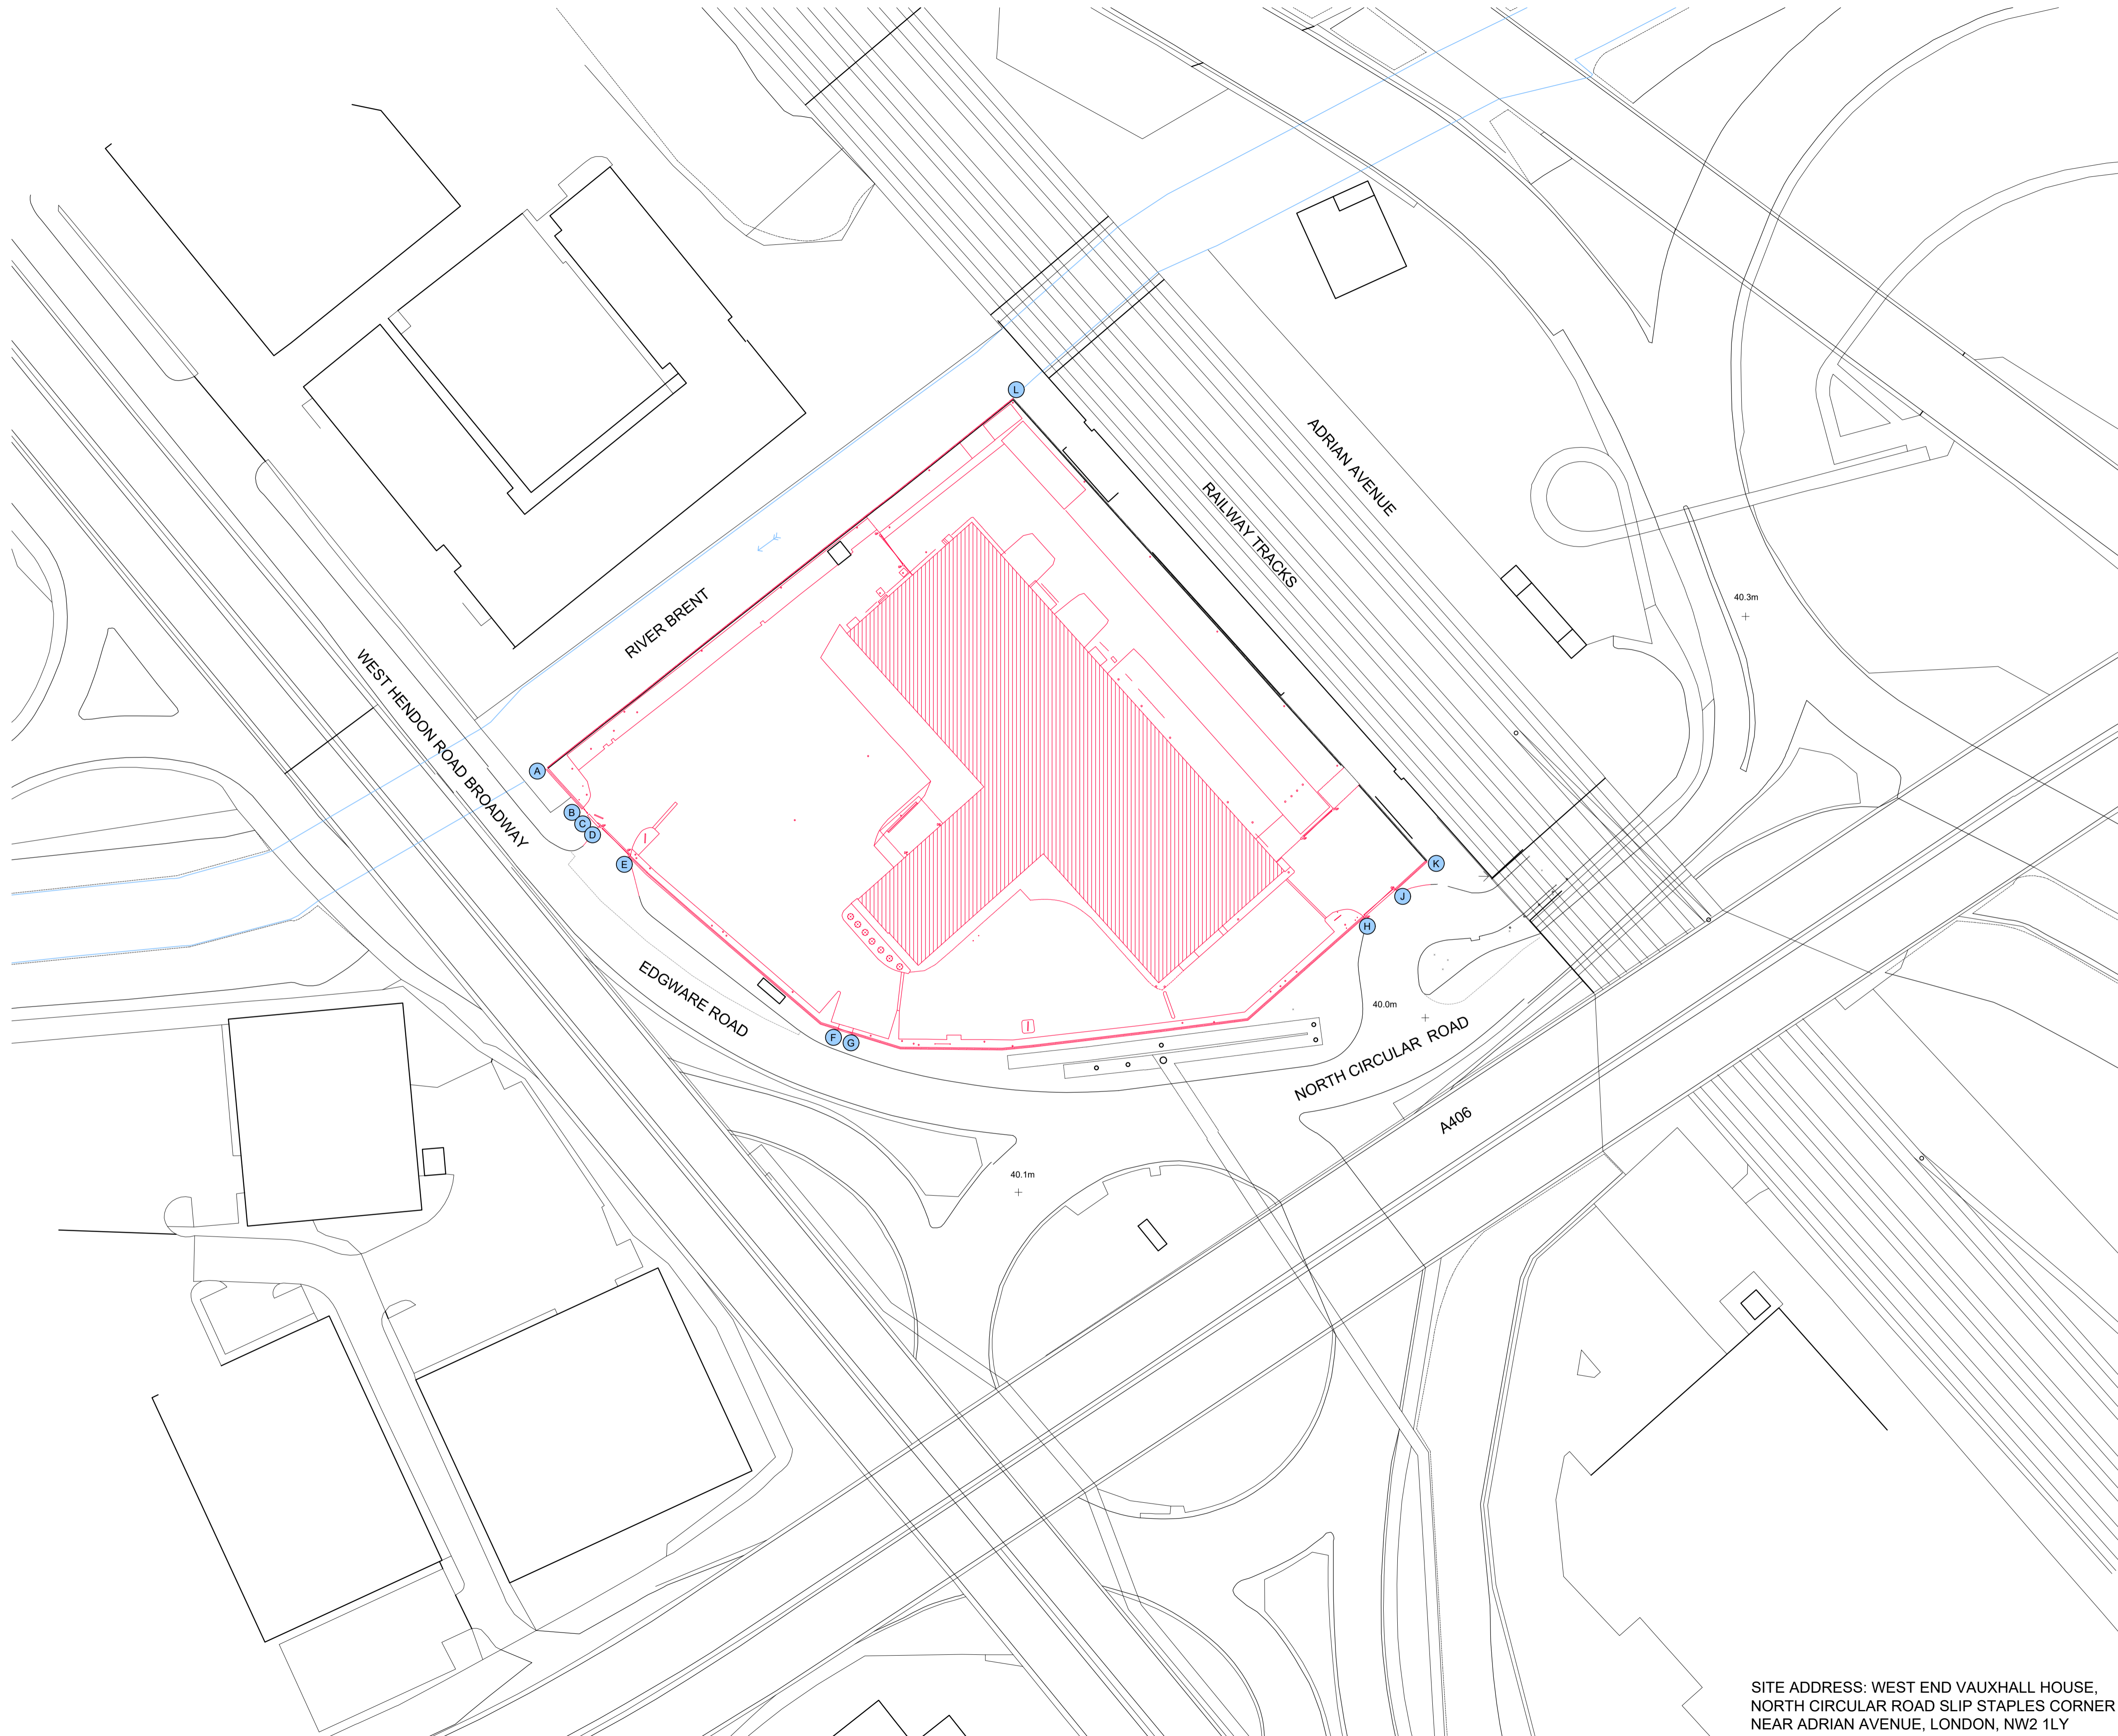 L
ADRIAN AVENUE
RAILWAY TRACKS
40.3m
RIVER BRENT
WEST HENDON ROAD BROADWAY
A
B
C
D
E
K
J
H
EDGWARE ROAD
F
G
40.0m
NORTH CIRCULAR ROAD
A406
40.1m
SITE ADDRESS: WEST END VAUXHALL HOUSE,
NORTH CIRCULAR ROAD SLIP STAPLES CORNER
NEAR ADRIAN AVENUE, LONDON, NW2 1LY